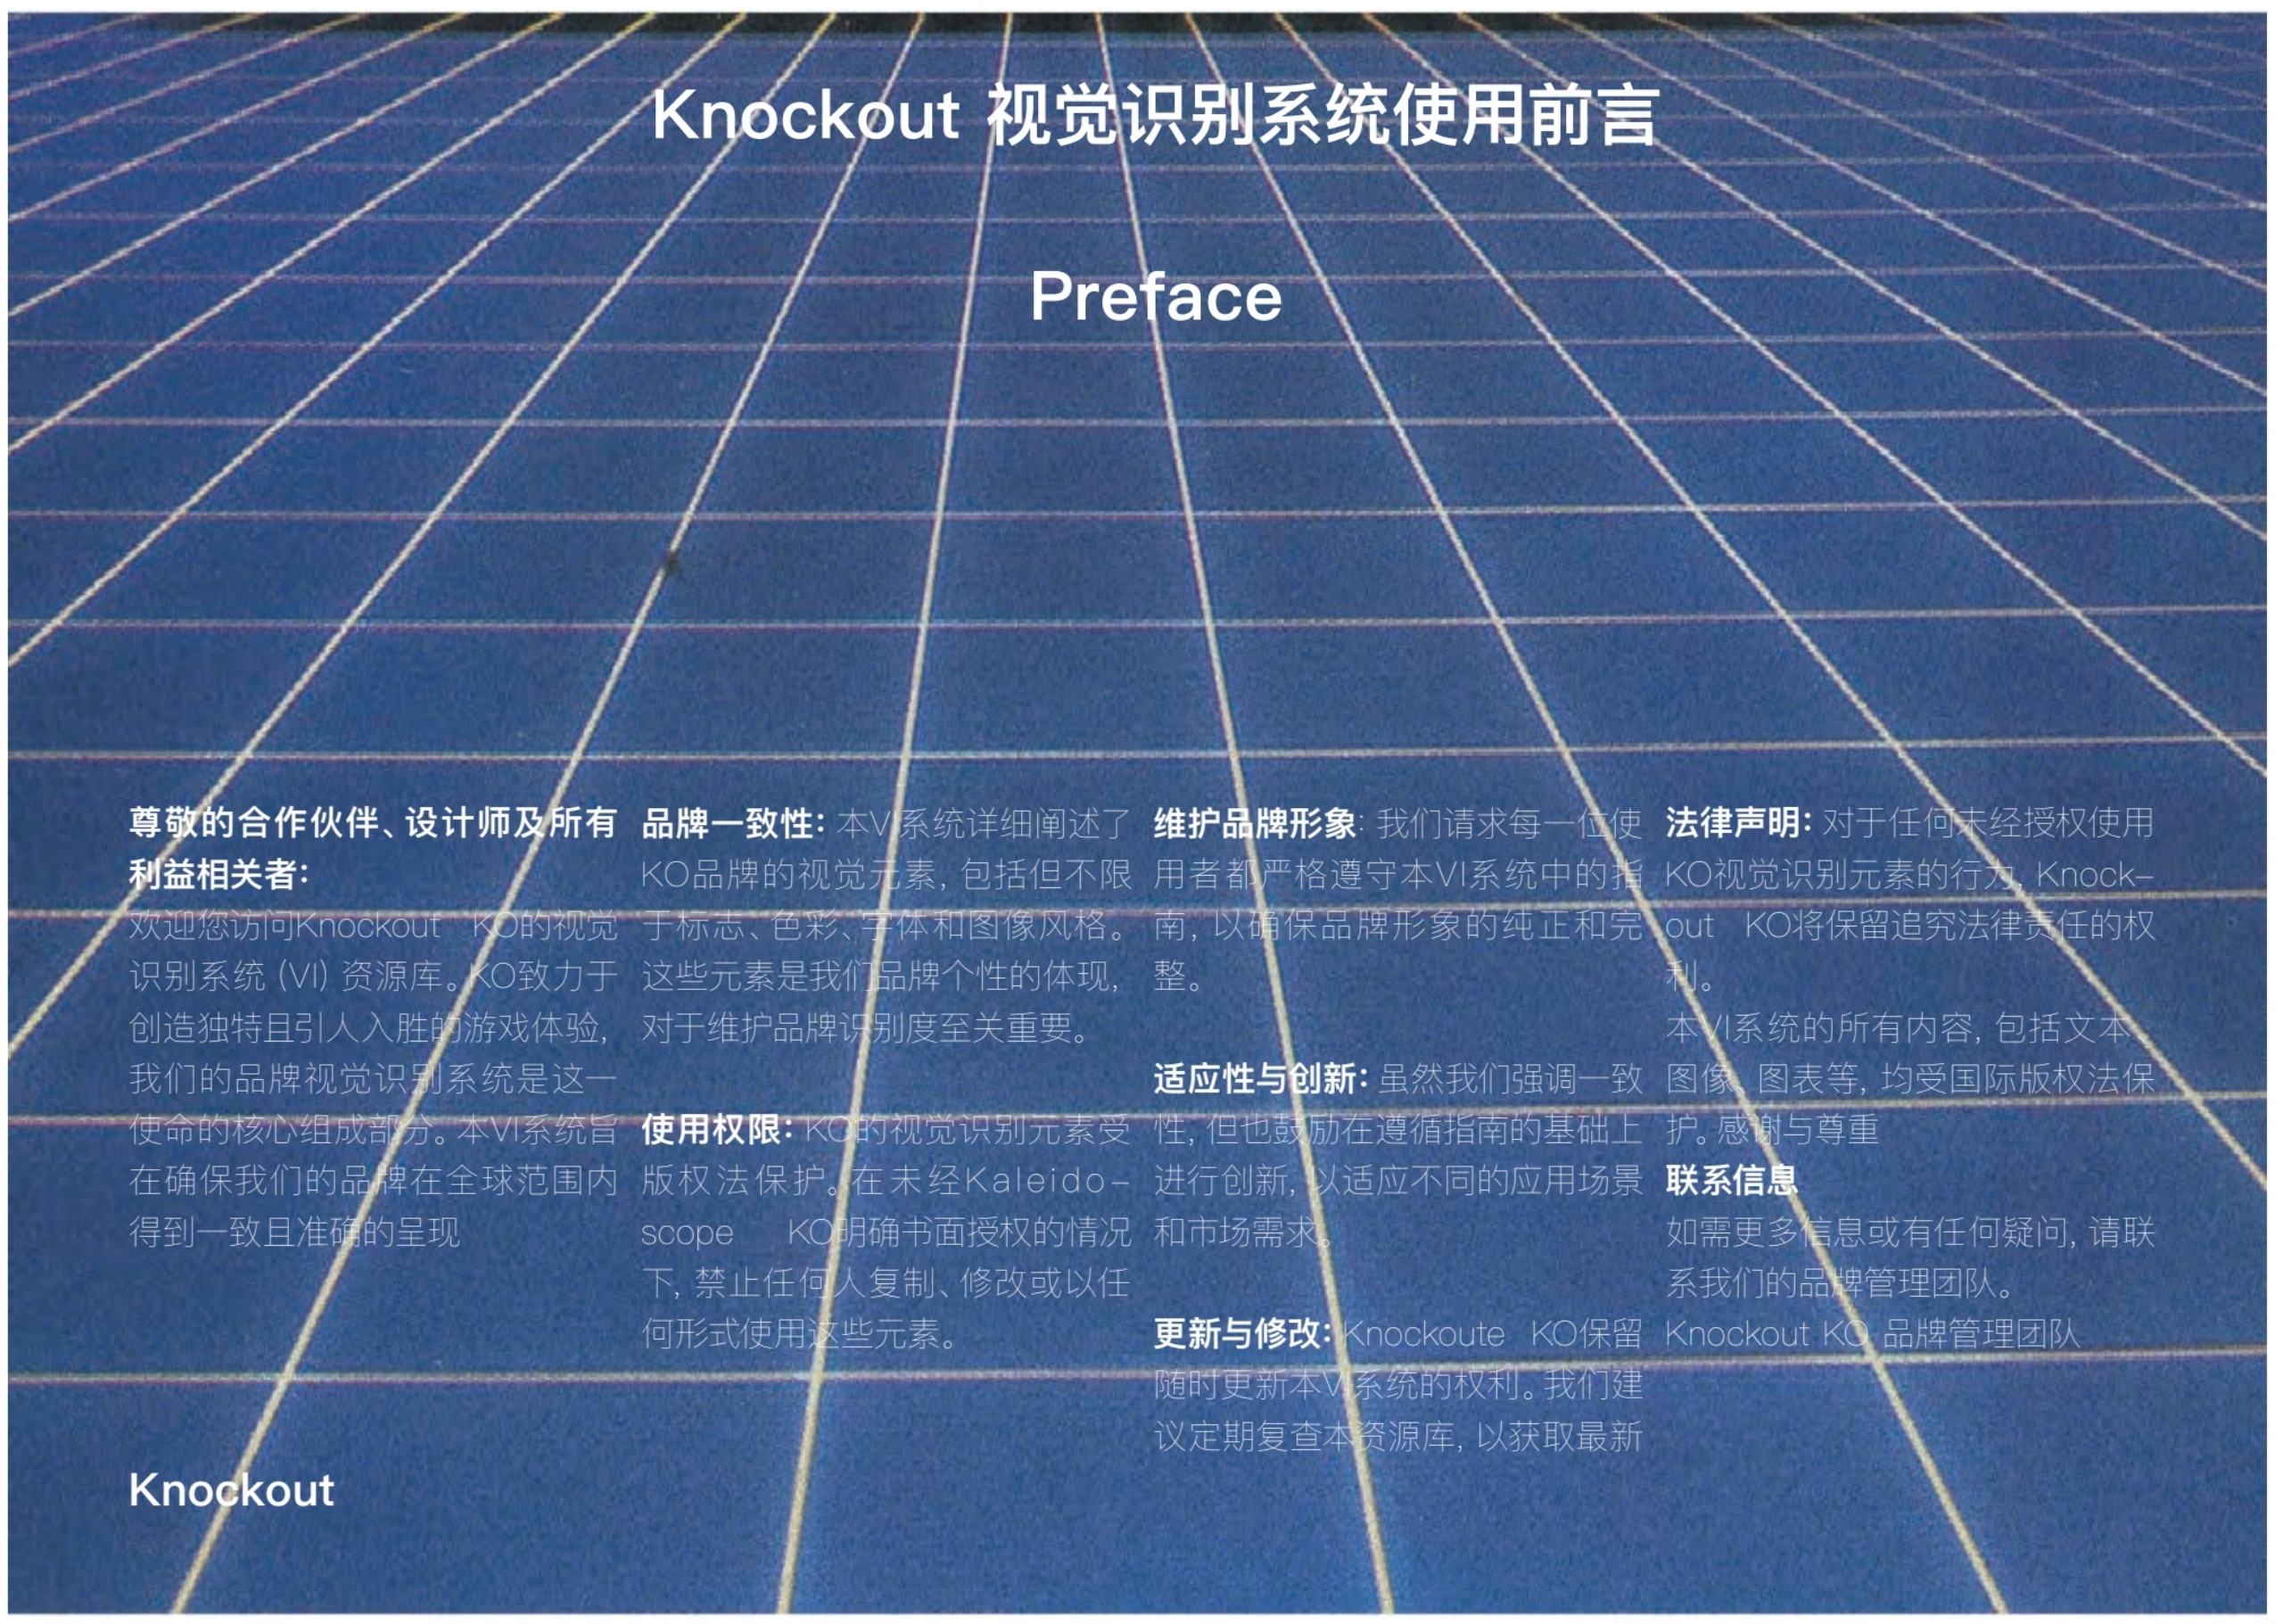 Knockout 视觉识别系统使用前言
Preface
尊敬的合作伙伴、设计师及所有
利益相关者：
欢迎您访问Knockout KO的视觉
识别系统 (VI) 资源库。KO致力于
创造独特且引人入胜的游戏体验,
我们的品牌视觉识别系统是这一
使命的核心组成部分。本VI系统旨
在确保我们的品牌在全球范围内
得到一致且准确的呈现
品牌一致性：本VI系统详细阐述了
KO品牌的视觉元素, 包括但不限
于标志、色彩、字体和图像风格。
这些元素是我们品牌个性的体现,
对于维护品牌识别度至关重要。
使用权限：KO的视觉识别元素受
版权法保护。在未经Kaleido-
scope KO明确书面授权的情况
下, 禁止任何人复制、修改或以任
何形式使用这些元素。
维护品牌形象: 我们请求每一位使
用者都严格遵守本VI系统中的指
南, 以确保品牌形象的纯正和完
整。
适应性与创新：虽然我们强调一致
性, 但也鼓励在遵循指南的基础上
进行创新, 以适应不同的应用场景
和市场需求。
更新与修改：Knockoute KO保留
随时更新本VI系统的权利。我们建
议定期复查本资源库, 以获取最新
法律声明：对于任何未经授权使用
KO视觉识别元素的行为, Knock-
out KO将保留追究法律责任的权
利。
本VI系统的所有内容, 包括文本、
图像、图表等, 均受国际版权法保
护。感谢与尊重
联系信息
如需更多信息或有任何疑问, 请联
系我们的品牌管理团队。
Knockout KO 品牌管理团队
Knockout